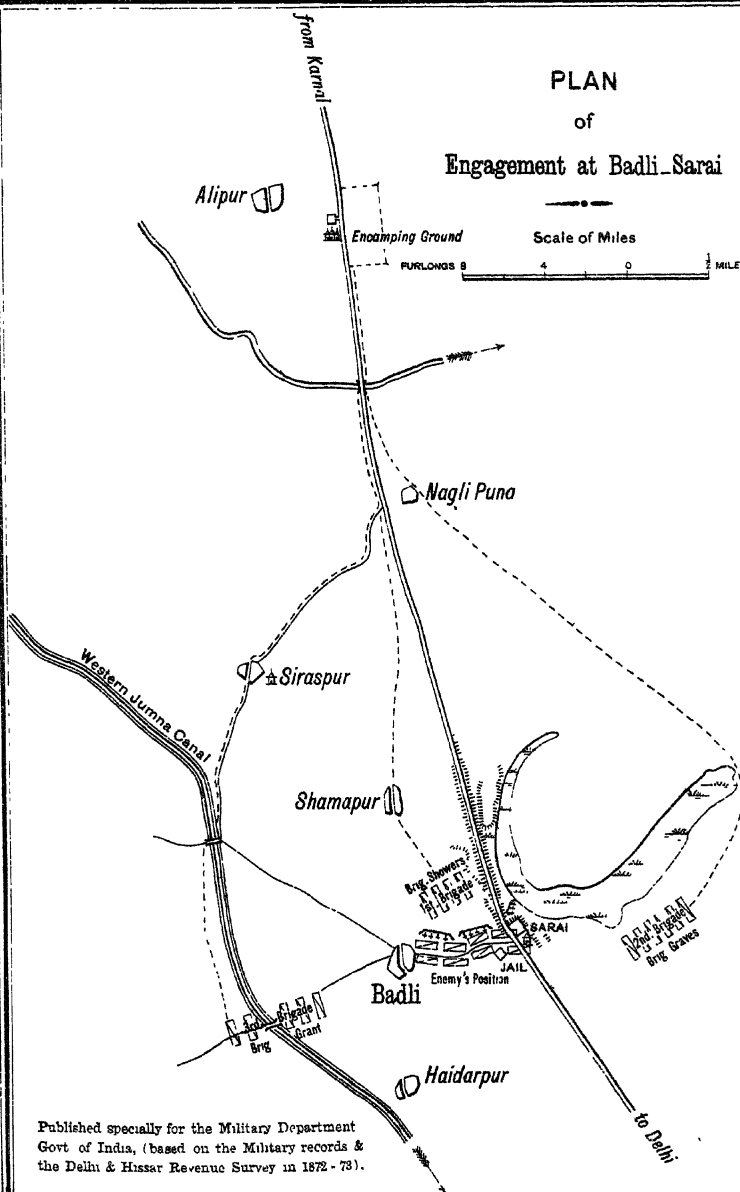 from Karnal
PLAN
of
Engagement at Badli-Sarai
Scale of Miles
FURLONGS 8 4 0 ½ MILE
Alipur
Encamping Ground
Nagli Puna
Western Jumna Canal
Siraspur
Shamapur
Brig. Showers
1st Brigade
SARAI
2nd. Brigade
Brig Graves
JAIL
Enemy's Position
Badli
3rd Brigade
Brig Grant
Haidarpur
to Delhi
Published specially for the Military Department
Govt of India, (based on the Military records &
the Delhi & Hissar Revenue Survey in 1872-73).